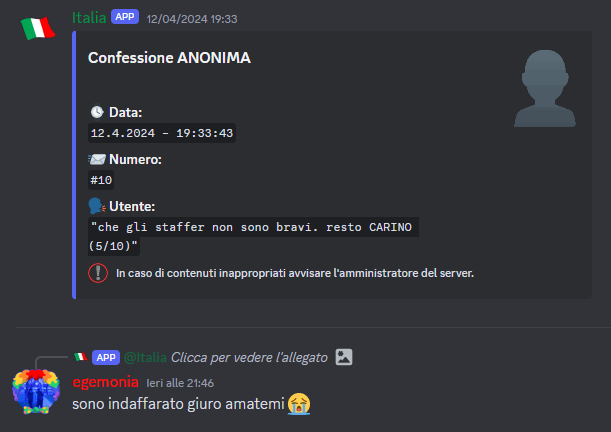 Italia APP 12/04/2024 19:33
Confessione ANONIMA
Data:
12.4.2024 - 19:33:43
Numero:
#10
Utente:
"che gli staffer non sono bravi. resto CARINO
(5/10)"
In caso di contenuti inappropriati avvisare l'amministratore del server.
APP @Italia Clicca per vedere l'allegato
egemonia Ieri alle 21:46
sono indaffarato giuro amatemi 😭